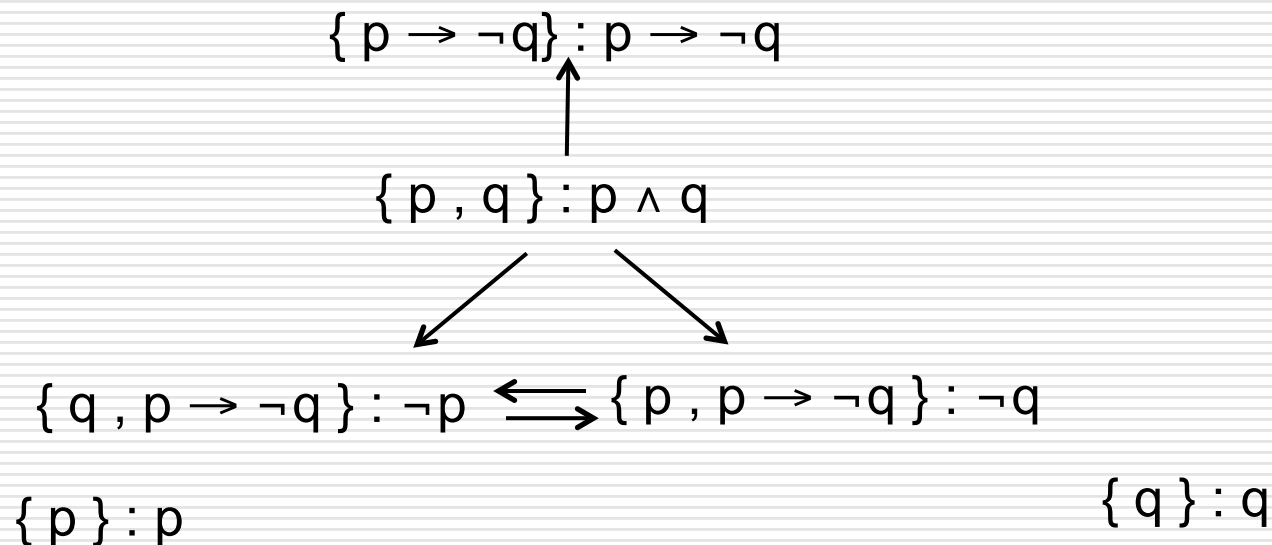 { p → ¬q} : p → ¬q
{ p , q } : p ∧ q
{ q , p → ¬q } : ¬p { p , p → ¬q } : ¬q
{ p } : p { q } : q